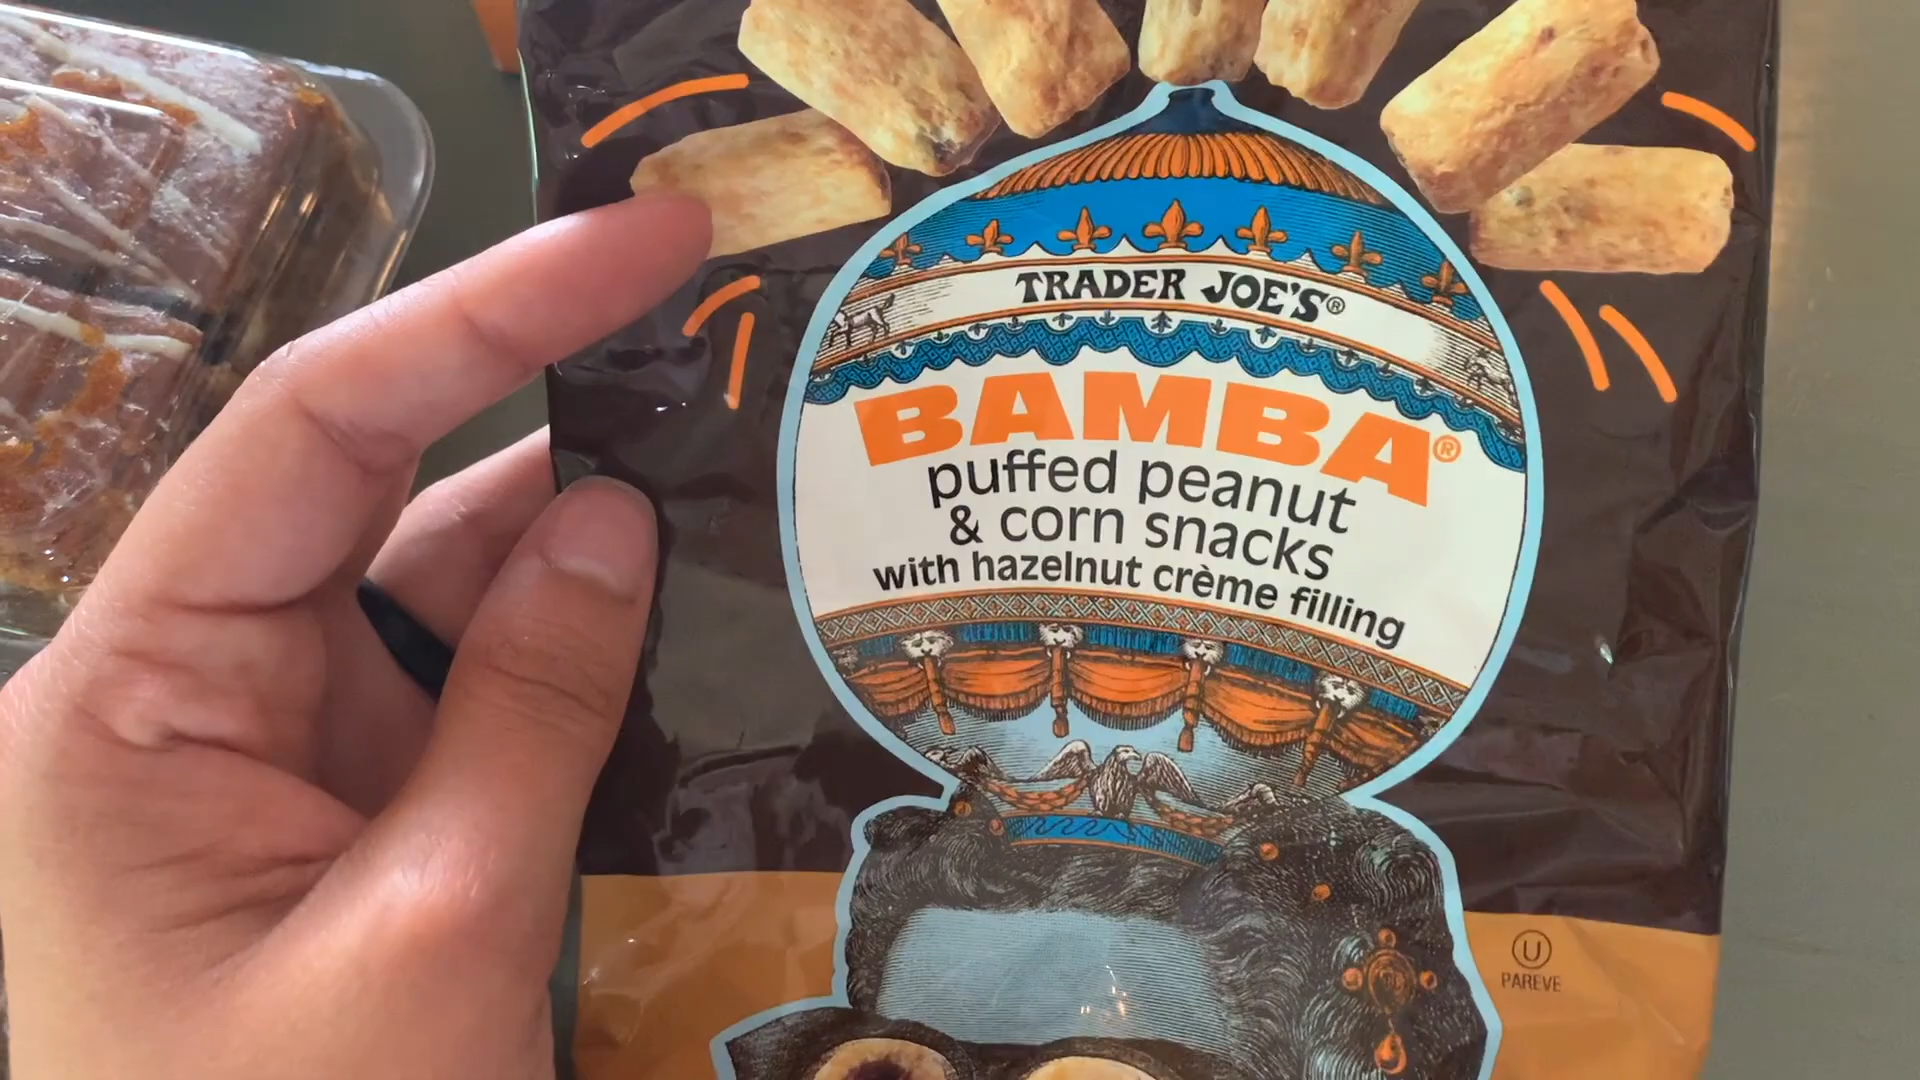 TRADER JOE'S®
BAMBA®
puffed peanut
& corn snacks
with hazelnut crème filling
U
PAREVE